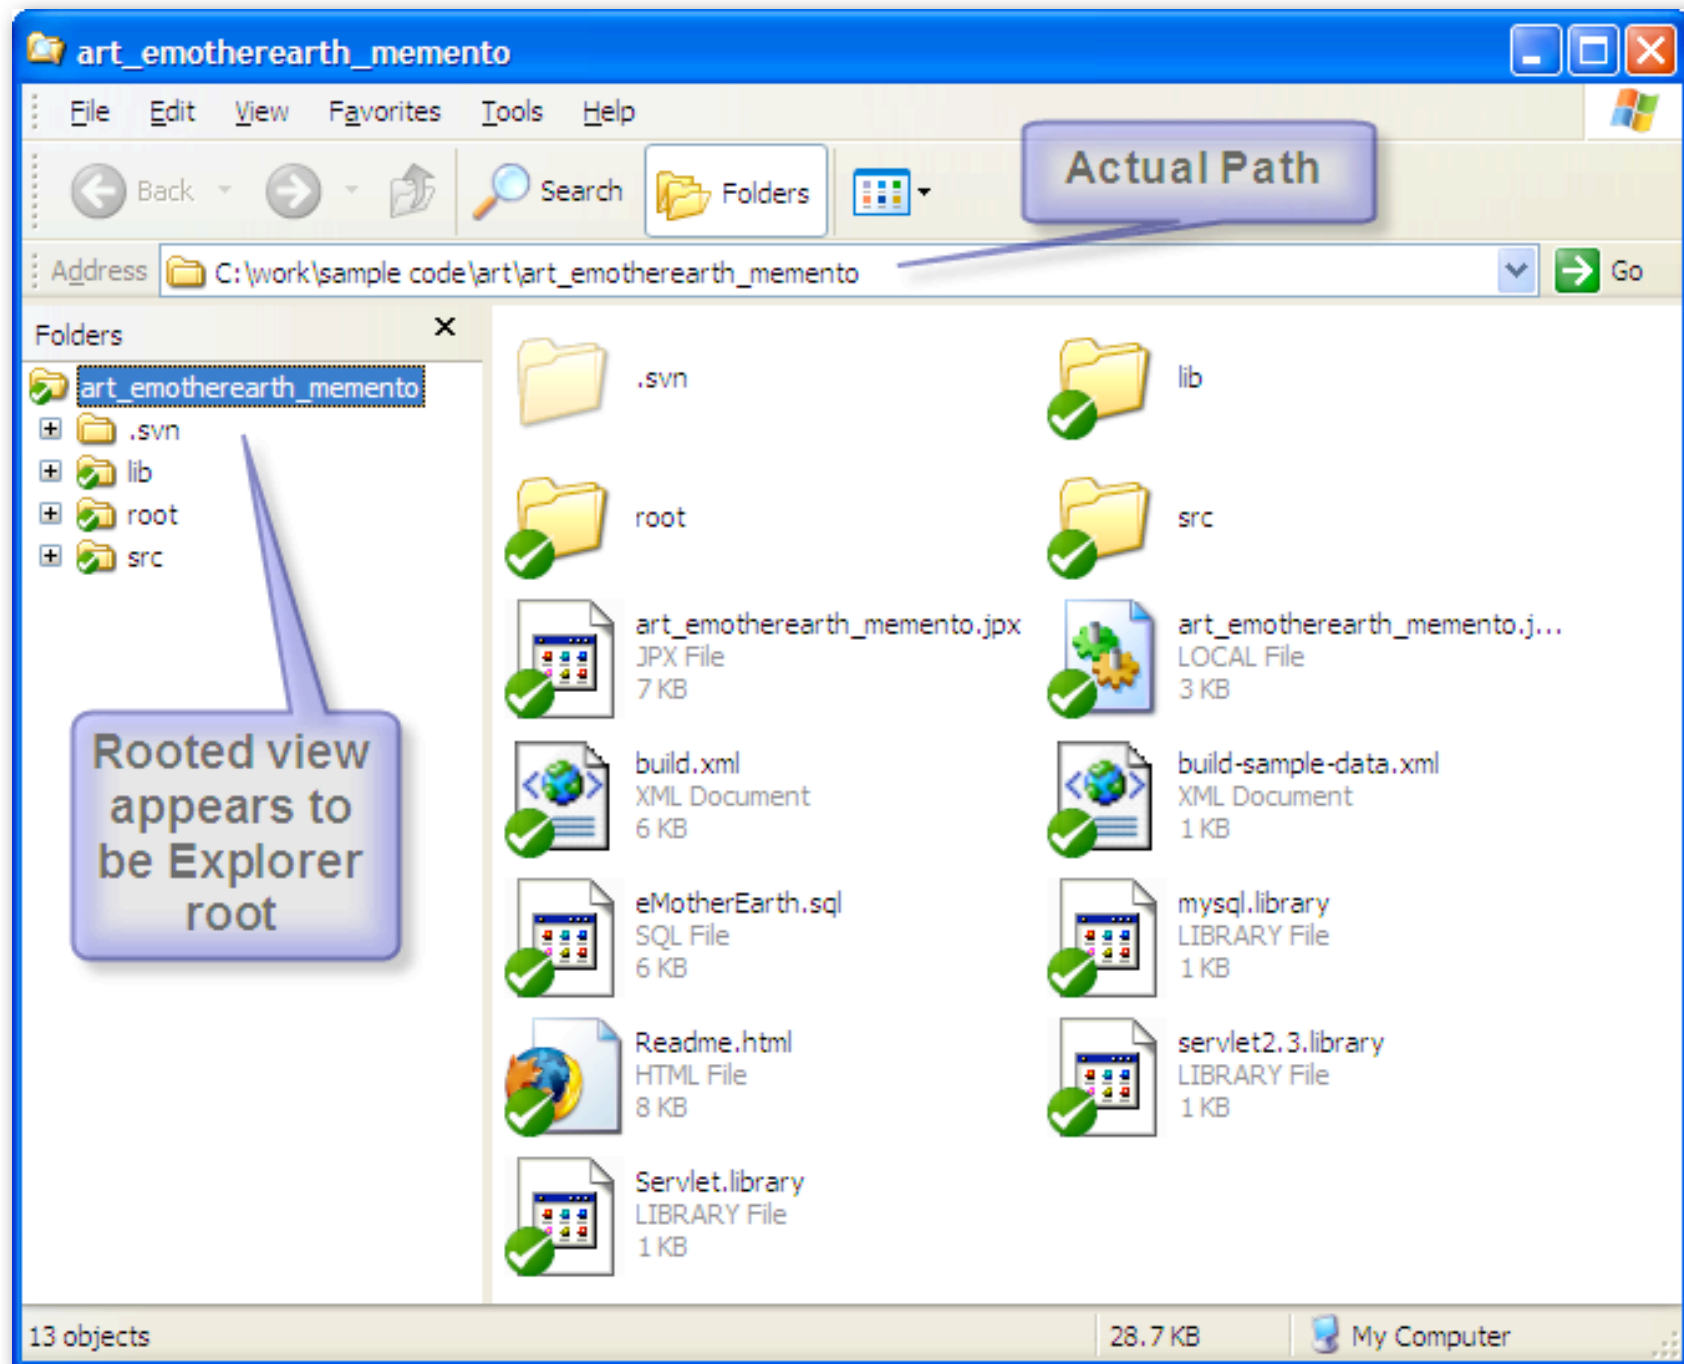 art_emotherearth_memento
File Edit View Favorites Tools Help
Back Search Folders
Actual Path
Address C:\work\sample code\art\art_emotherearth_memento Go
Folders
art_emotherearth_memento
.svn
lib
root
src
Rooted view
appears to
be Explorer
root
.svn
lib
root
src
art_emotherearth_memento.jpx
JPX File
7 KB
art_emotherearth_memento.j...
LOCAL File
3 KB
build.xml
XML Document
6 KB
build-sample-data.xml
XML Document
1 KB
eMotherEarth.sql
SQL File
6 KB
mysql.library
LIBRARY File
1 KB
Readme.html
HTML File
8 KB
servlet2.3.library
LIBRARY File
1 KB
Servlet.library
LIBRARY File
1 KB
13 objects 28.7 KB My Computer